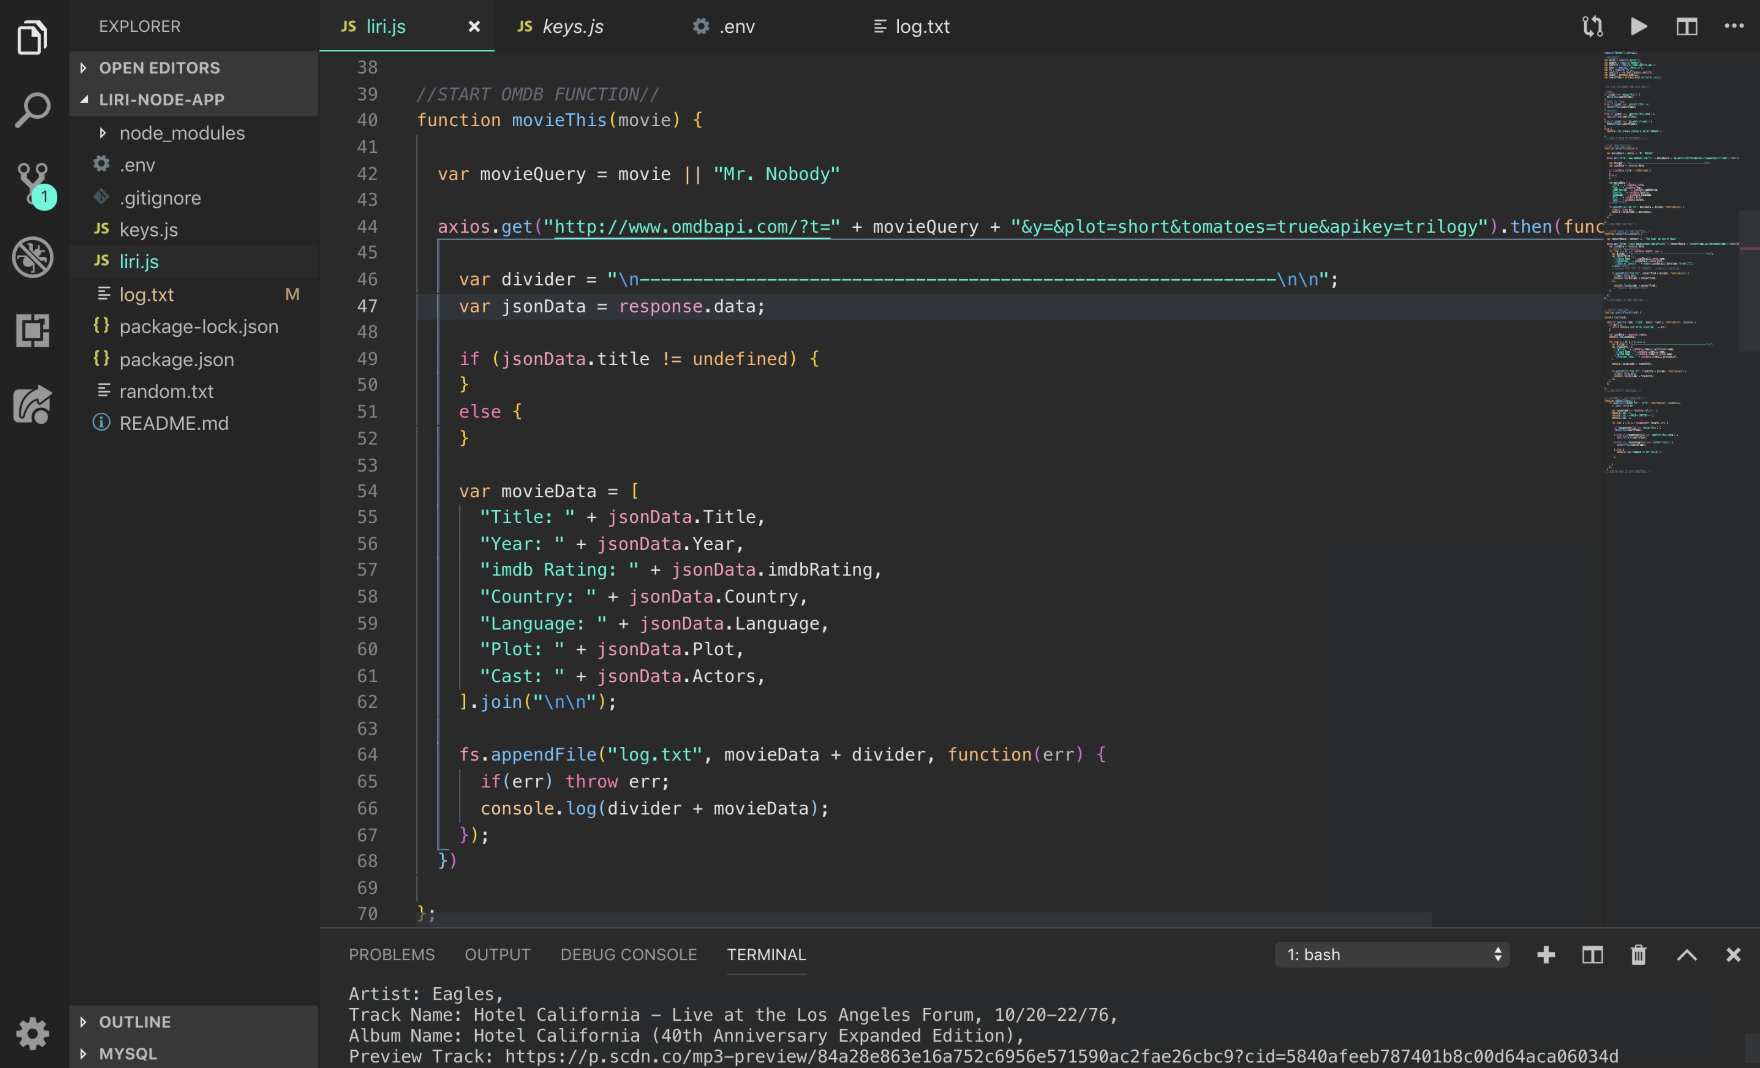 EXPLORER
OPEN EDITORS
LIRI-NODE-APP
node_modules
.env
.gitignore
JS keys.js
JS liri.js
log.txt M
{} package-lock.json
{} package.json
random.txt
README.md
OUTLINE
MYSQL
1
JS liri.js
JS keys.js
.env
log.txt
38
39 //START OMDB FUNCTION//
40 function movieThis(movie) {
41
42 var movieQuery = movie || "Mr. Nobody"
43
44 axios.get("http://www.omdbapi.com/?t=" + movieQuery + "&y=&plot=short&tomatoes=true&apikey=trilogy").then(func
45
46 var divider = "\n------------------------------------------------------------\n\n";
47 var jsonData = response.data;
48
49 if (jsonData.title != undefined) {
50 }
51 else {
52 }
53
54 var movieData = [
55 "Title: " + jsonData.Title,
56 "Year: " + jsonData.Year,
57 "imdb Rating: " + jsonData.imdbRating,
58 "Country: " + jsonData.Country,
59 "Language: " + jsonData.Language,
60 "Plot: " + jsonData.Plot,
61 "Cast: " + jsonData.Actors,
62 ].join("\n\n");
63
64 fs.appendFile("log.txt", movieData + divider, function(err) {
65 if(err) throw err;
66 console.log(divider + movieData);
67 });
68 })
69
70 };
PROBLEMS OUTPUT DEBUG CONSOLE TERMINAL
1: bash
Artist: Eagles,
Track Name: Hotel California - Live at the Los Angeles Forum, 10/20-22/76,
Album Name: Hotel California (40th Anniversary Expanded Edition),
Preview Track: https://p.scdn.co/mp3-preview/84a28e863e16a752c6956e571590ac2fae26cbc9?cid=5840afeeb787401b8c00d64aca06034d